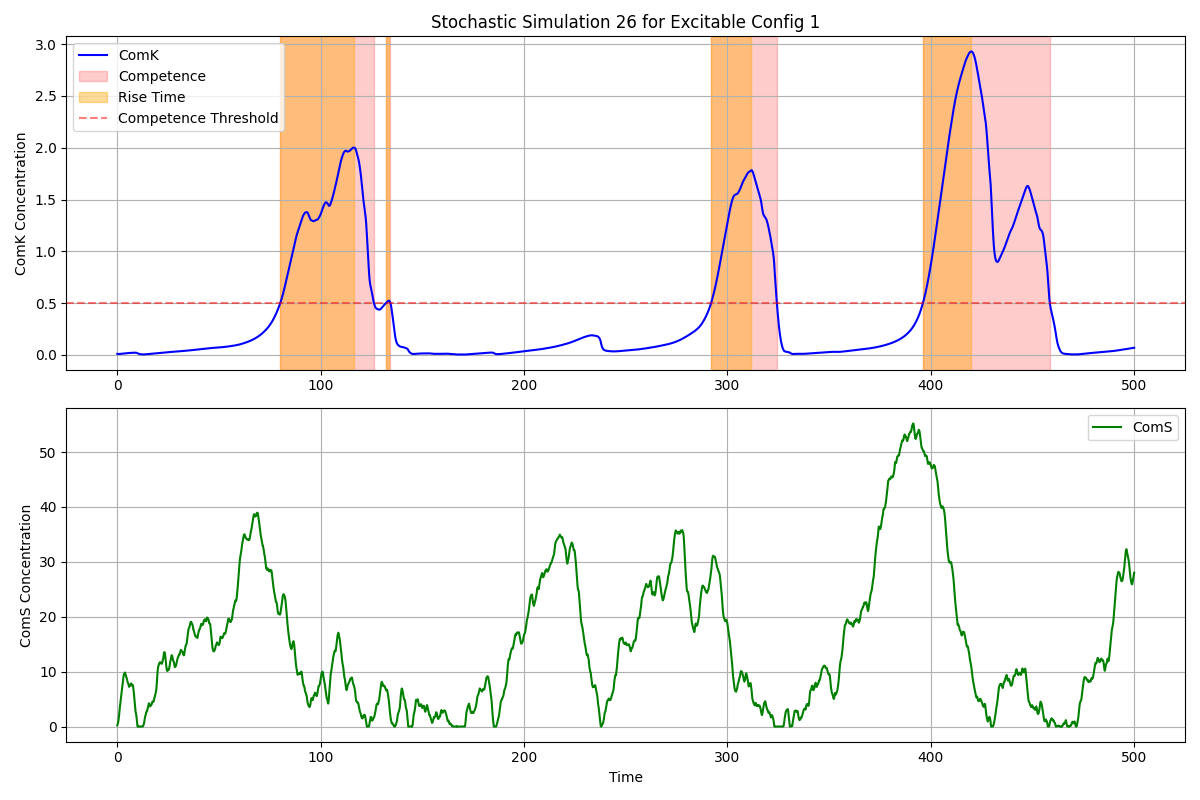 Stochastic Simulation 26 for Excitable Config 1
ComK Concentration
3.0
2.5
2.0
1.5
1.0
0.5
0.0
ComK
Competence
Rise Time
Competence Threshold
0 100 200 300 400 500
ComS Concentration
50
40
30
20
10
0
ComS
0 100 200 300 400 500
Time